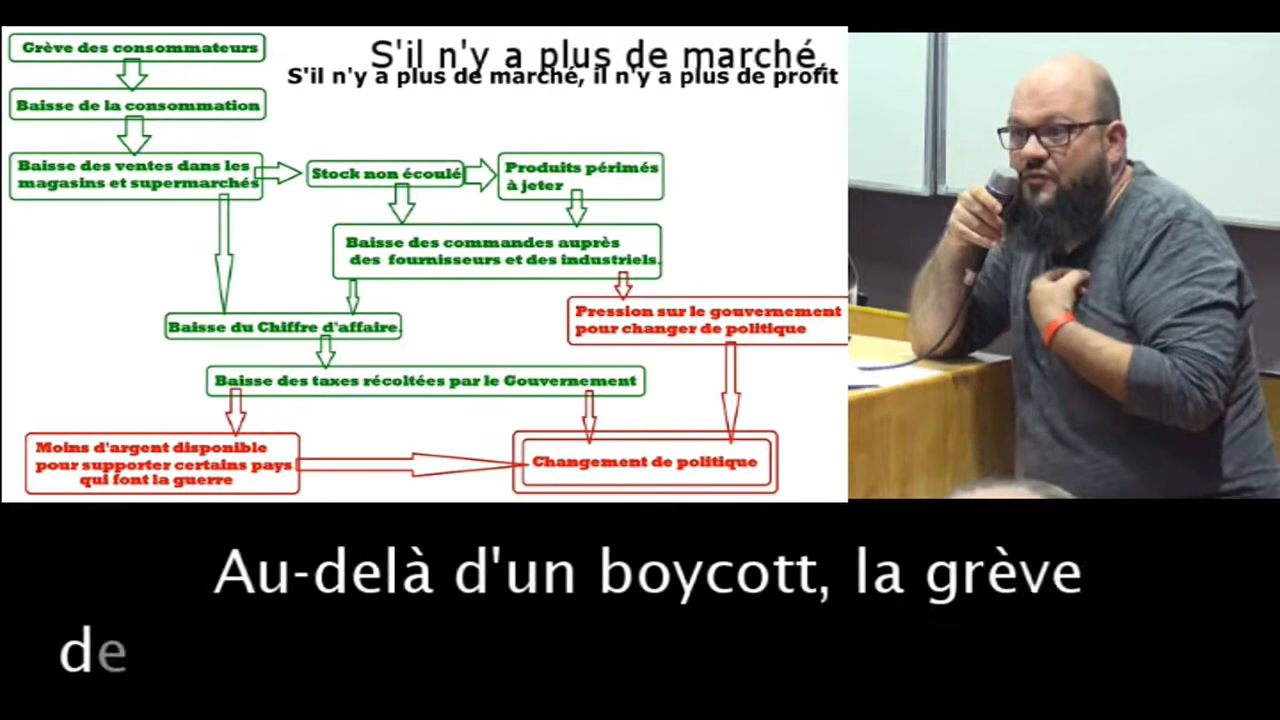 S'il n'y a plus de marché,
S'il n'y a plus de marché, il n'y a plus de profit
Grève des consommateurs
Baisse de la consommation
Baisse des ventes dans les
magasins et supermarchés
Stock non écoulé
Produits périmés
à jeter
Baisse des commandes auprès
des fournisseurs et des industriels.
Pression sur le gouvernement
pour changer de politique
Baisse du Chiffre d'affaire.
Baisse des taxes récoltées par le Gouvernement
Moins d'argent disponible
pour supporter certains pays
qui font la guerre
Changement de politique
Au-delà d'un boycott, la grève
de